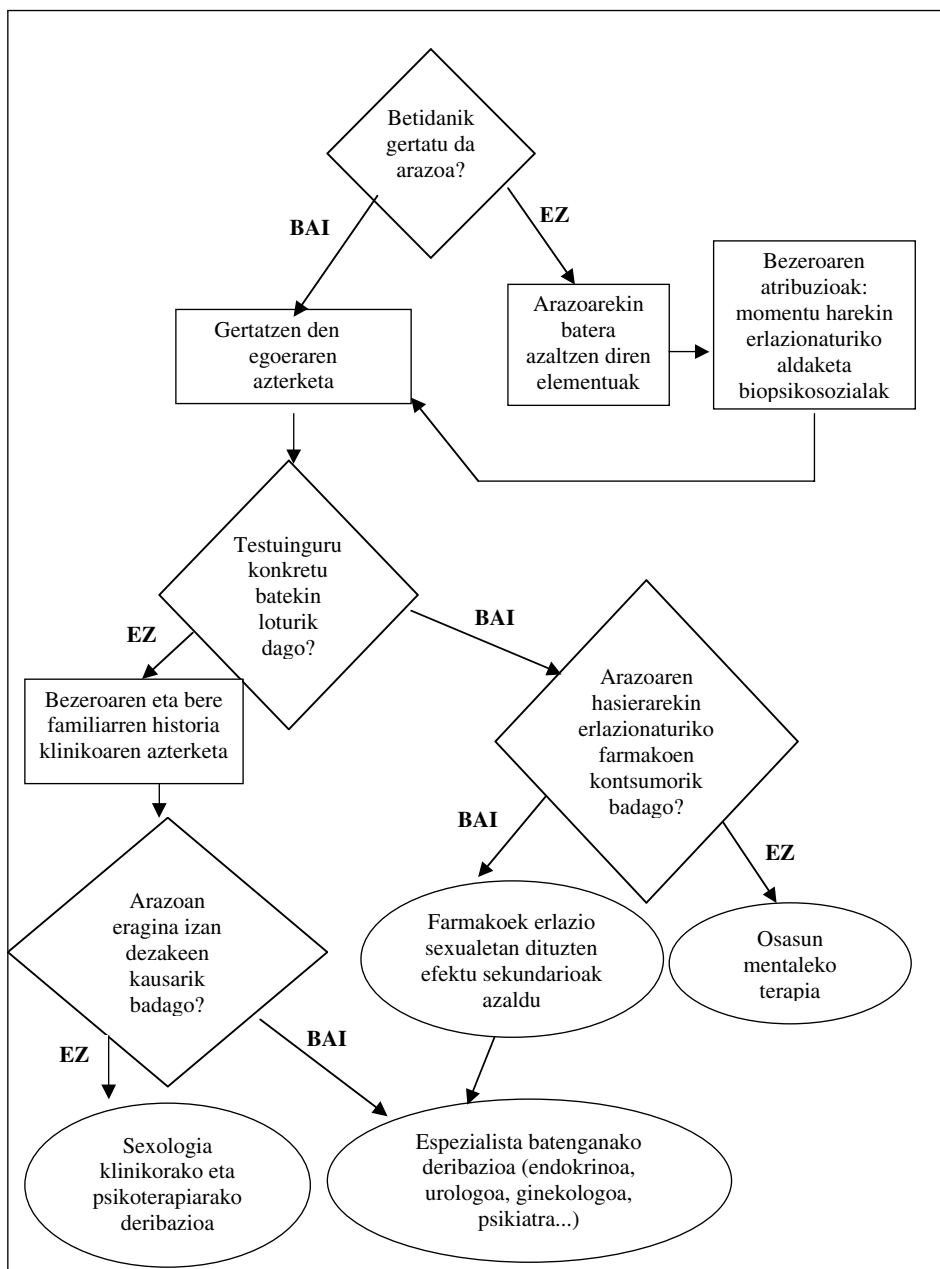 Betidanik
gertatu da
arazoa?
BAI
EZ
Gertatzen den
egoeraren
azterketa
Arazoarekin
batera
azaltzen diren
elementuak
Bezeroaren
atribuzioak:
momentu harekin
erlazionaturiko
aldaketa
biopsikosozialak
Testuinguru
konkretu
batekin
loturik
dago?
EZ
BAI
Bezeroaren eta bere
familiarren historia
klinikoaren azterketa
Arazoaren
hasierarekin
erlazionaturiko
farmakoen
kontsumorik
badago?
BAI
EZ
Arazoan
eragina izan
dezakeen
kausarik
badago?
Farmakoek erlazio
sexualetan dituzten
efektu sekundarioak
azaldu
Osasun
mentaleko
terapia
EZ
BAI
Sexologia
klinikorako eta
psikoterapiarako
deribazioa
Espezialista batenganako
deribazioa (endokrinoa,
urologoa, ginekologoa,
psikiatra...)